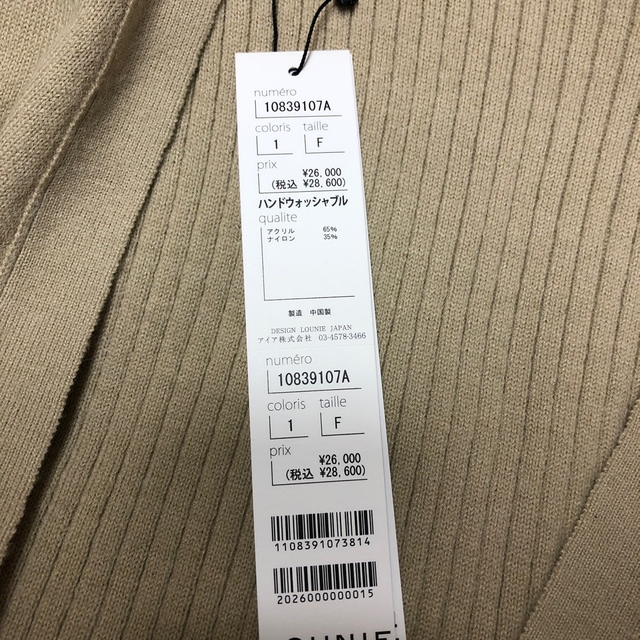 numéro
10839107A
coloris taille
1 F
prix
¥26,000
(税込 ¥28,600)
ハンドウォッシャブル
qualite
アクリル 65%
ナイロン 35%
製造 中国製
DESIGN LOUNIE JAPAN
アイア株式会社 03-4578-3466
numéro
10839107A
coloris taille
1 F
prix
¥26,000
(税込 ¥28,600)
1108391073814
2026000000015